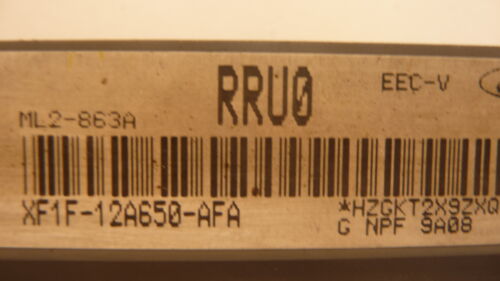 RRU0
EEC-V
ML2-863A
XF1F-12A650-AFA
*HZGKT2X9ZXQ
G NPF 9A08